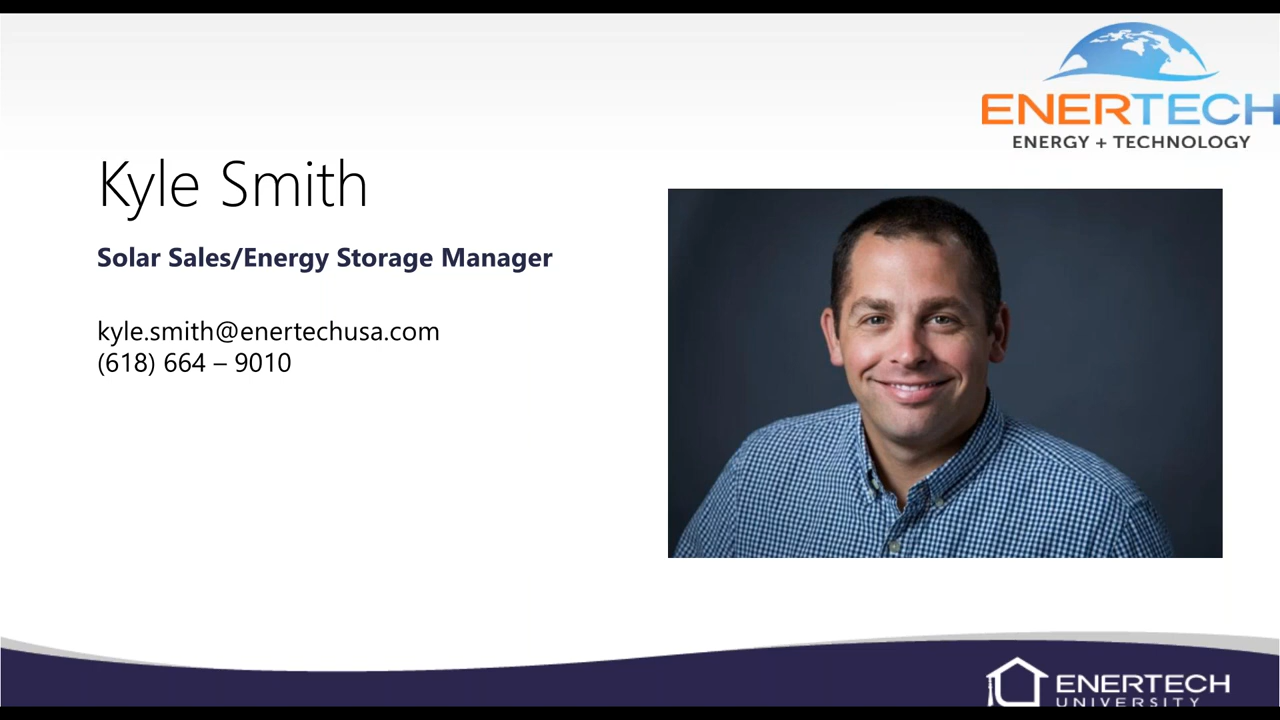 ENERTECH
ENERGY + TECHNOLOGY
Kyle Smith
Solar Sales/Energy Storage Manager
kyle.smith@enertechusa.com
(618) 664 – 9010
ENERTECH
UNIVERSITY